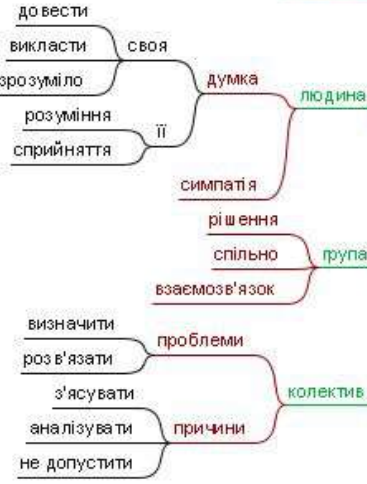 довести
викласти
зрозуміло
своя
розуміння
сприйняття
її
думка
симпатія
людина
рішення
спільно
взаємозв'язок
група
визначити
розв'язати
проблеми
з'ясувати
аналізувати
не допустити
причини
колектив